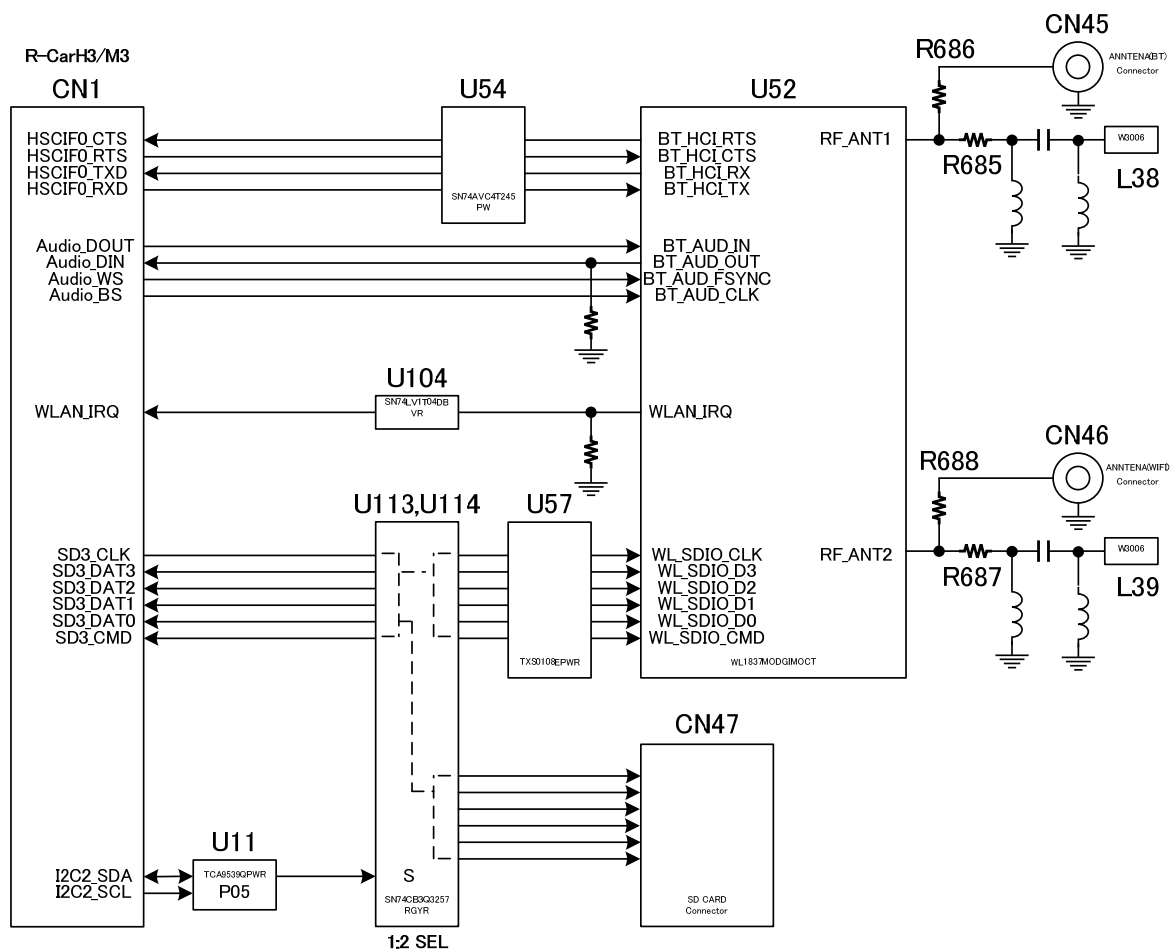 R-CarH3/M3
CN1
HSCIF0_CTS
HSCIF0_RTS
HSCIF0_TXD
HSCIF0_RXD
Audio_DOUT
Audio_DIN
Audio_WS
Audio_BS
WLAN_IRQ
SD3_CLK
SD3_DAT3
SD3_DAT2
SD3_DAT1
SD3_DAT0
SD3_CMD
I2C2_SDA
I2C2_SCL
U11
TCA9539QPWR
P05
U54
SN74AVC4T245
PW
U104
SN74LV1T04DB
VR
U113,U114
S
SN74CB3Q3257
RGYR
1:2 SEL
U57
TXS0108EPWR
U52
BT_HCI_RTS
BT_HCI_CTS
BT_HCI_RX
BT_HCI_TX
BT_AUD_IN
BT_AUD_OUT
BT_AUD_FSYNC
BT_AUD_CLK
WLAN_IRQ
WL_SDIO_CLK
WL_SDIO_D3
WL_SDIO_D2
WL_SDIO_D1
WL_SDIO_D0
WL_SDIO_CMD
WL1837MODGIMOCT
RF_ANT1
RF_ANT2
CN47
SD CARD
Connector
R686
CN45
ANNTENA(BT)
Connector
R685
W3006
L38
R688
CN46
ANNTENA(WIFI)
Connector
R687
W3006
L39